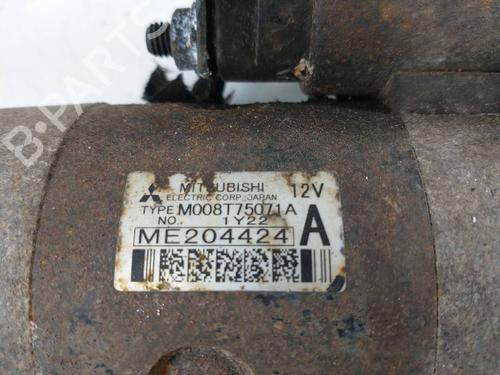 B-PARTS
MITSUBISHI 12V
ELECTRIC CORP. JAPAN
TYPE M008T75071A
NO. 1Y22
ME204424 A